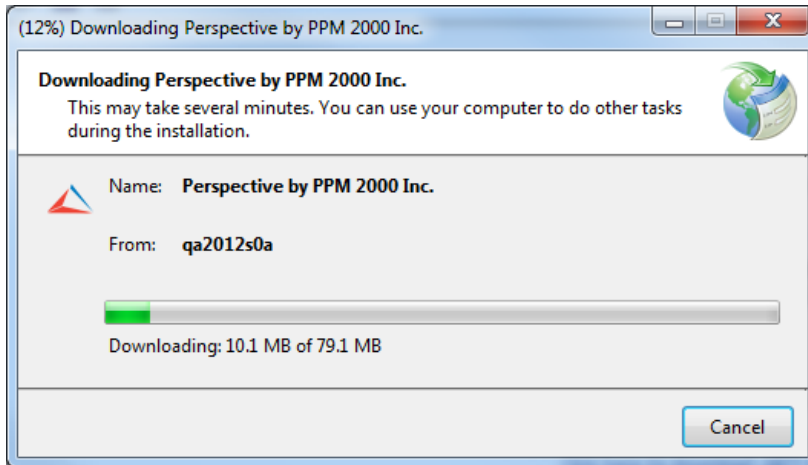 (12%) Downloading Perspective by PPM 2000 Inc.
Downloading Perspective by PPM 2000 Inc.
This may take several minutes. You can use your computer to do other tasks
during the installation.
Name: Perspective by PPM 2000 Inc.
From: qa2012s0a
Downloading: 10.1 MB of 79.1 MB
Cancel